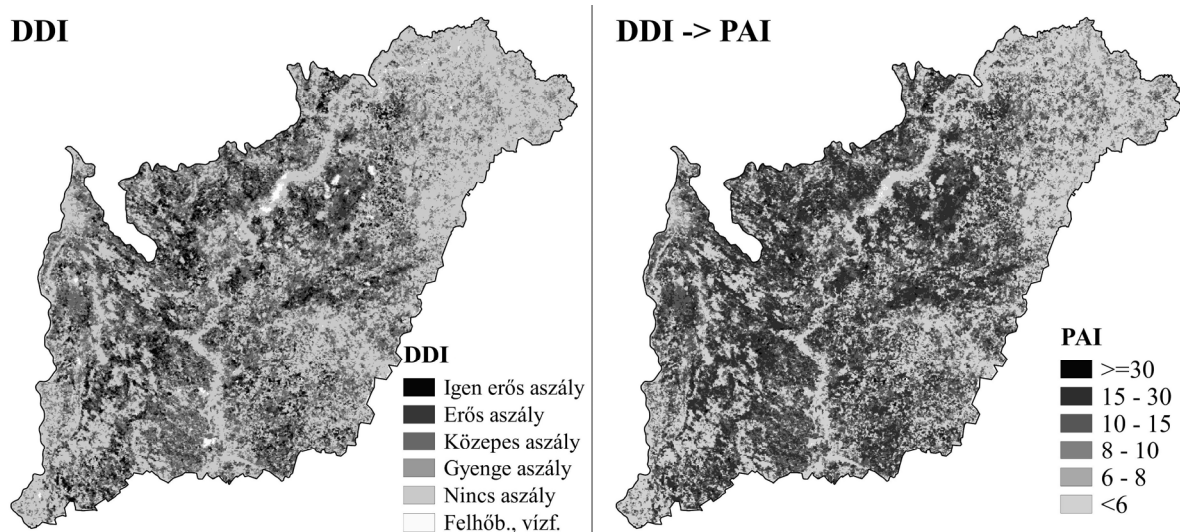 DDI
DDI
Igen erős aszály
Erős aszály
Közepes aszály
Gyenge aszály
Nincs aszály
Felhőb., vízf.
DDI -> PAI
PAI
>=30
15 - 30
10 - 15
8 - 10
6 - 8
<6